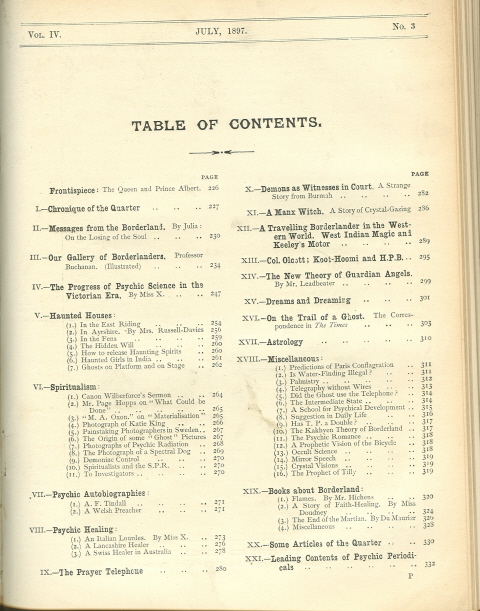 VOL. IV.
JULY, 1897.
No. 3
TABLE OF CONTENTS.
PAGE
Frontispiece: The Queen and Prince Albert. 226
I.—Chronique of the Quarter .. .. .. 227
II.—Messages from the Borderland. By Julia:
On the Losing of the Soul .. .. .. 230
III.—Our Gallery of Borderlanders. Professor
Buchanan. (Illustrated) .. .. .. 234
IV.—The Progress of Psychic Science in the
Victorian Era. By Miss X. .. .. 247
V.—Haunted Houses:
(1.) In the East Riding .. .. .. 254
(2.) In Ayrshire. By Mrs. Russell-Davies 256
(3.) In the Fens .. .. .. 259
(4.) The Hidden Will .. .. .. 260
(5.) How to release Haunting Spirits .. 260
(6.) Haunted Girls in India .. .. 261
(7.) Ghosts on Platform and on Stage .. 262
VI.—Spiritualism:
(1.) Canon Wilberforce's Sermon .. .. 264
(2.) Mr. Page Hopps on "What Could be
Done" .. .. .. 265
(3.) "M. A. Oxon." on "Materialisation" 265
(4.) Photograph of Katie King .. .. 266
(5.) Painstaking Photographers in Sweden.. 267
(6.) The Origin of some "Ghost" Pictures 267
(7.) Photographs of Psychic Radiation .. 268
(8.) The Photograph of a Spectral Dog .. 269
(9.) Demoniac Control .. .. .. 270
(10.) Spiritualists and the S.P.R. .. .. 270
(11.) To Investigators .. .. .. 270
VII.—Psychic Autobiographies:
(1.) A. F. Tindall .. .. .. 271
(2.) A Welsh Preacher .. .. .. 271
VIII.—Psychic Healing:
(1.) An Italian Lourdes. By Miss X. .. 273
(2.) A Lancashire Healer .. .. .. 276
(3.) A Swiss Healer in Australia .. .. 278
IX.—The Prayer Telephone .. .. .. 280
PAGE
X.—Demons as Witnesses in Court. A Strange
Story from Burmah .. .. .. 282
XI.—A Manx Witch. A Story of Crystal-Gazing 286
XII.—A Travelling Borderlander in the West-
ern World. West Indian Magic and
Keeley's Motor .. .. .. 289
XIII.—Col. Olcott: Koot-Hoomi and H.P.B. .. 295
XIV.—The New Theory of Guardian Angels.
By Mr. Leadbeater .. .. .. 299
XV.—Dreams and Dreaming .. .. .. 301
XVI.—On the Trail of a Ghost. The Corres-
pondence in The Times .. .. .. 303
XVII.—Astrology .. .. .. 310
XVIII.—Miscellaneous:
(1.) Predictions of Paris Conflagration .. 311
(2.) Is Water-Finding Illegal? .. .. 311
(3.) Palmistry .. .. .. 312
(4.) Telegraphy without Wires .. .. 313
(5.) Did the Ghost use the Telephone? .. 314
(6.) The Intermediate State .. .. 314
(7.) A School for Psychical Development .. 315
(8.) Suggestion in Daily Life .. .. 316
(9.) Has T. P. a Double? .. .. 317
(10.) The Kakhyen Theory of Borderland .. 317
(11.) The Psychic Romance .. .. 318
(12.) A Prophetic Vision of the Bicycle .. 318
(13.) Occult Science .. .. .. 318
(14.) Mirror Speech .. .. .. 319
(15.) Crystal Visions .. .. .. 319
(16.) The Prophet of Tilly .. .. .. 319
XIX.—Books about Borderland:
(1.) Flames. By Mr. Hichens .. .. 320
(2.) A Story of Faith-Healing. By Miss
Doudney .. .. .. 324
(3.) The End of the Martian. By Du Maurier 326
(4.) Miscellaneous .. .. .. 328
XX.—Some Articles of the Quarter .. .. 330
XXI.—Leading Contents of Psychic Periodi-
cals .. .. .. .. 332
P